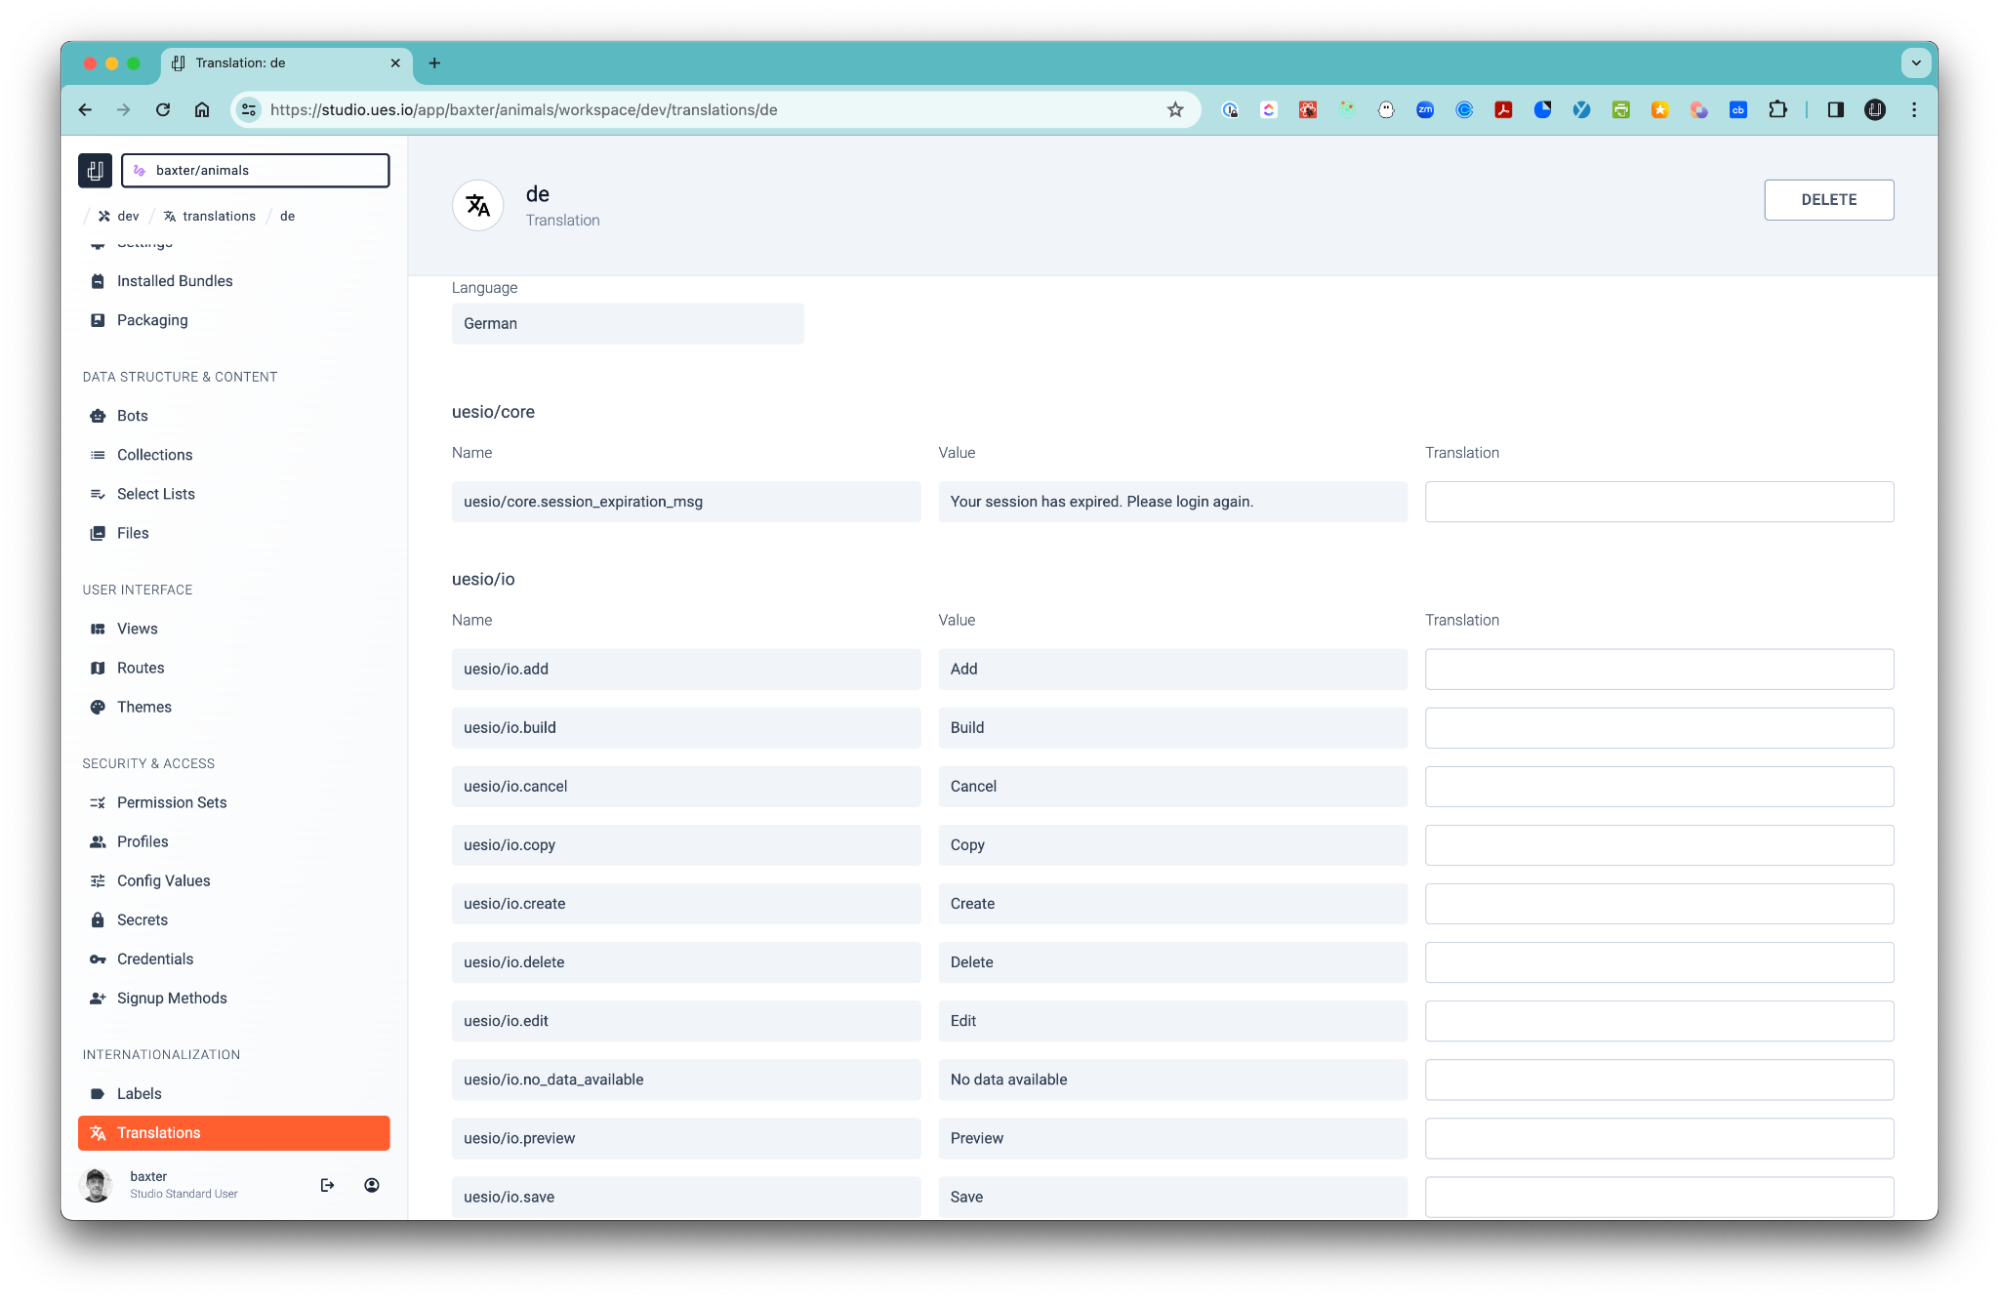 Translation: de
https://studio.ues.io/app/baxter/animals/workspace/dev/translations/de
zm
cb
baxter/animals
/ dev / translations / de
Settings
Installed Bundles
Packaging
DATA STRUCTURE & CONTENT
Bots
Collections
Select Lists
Files
USER INTERFACE
Views
Routes
Themes
SECURITY & ACCESS
Permission Sets
Profiles
Config Values
Secrets
Credentials
Signup Methods
INTERNATIONALIZATION
Labels
Translations
baxter
Studio Standard User
de
Translation
DELETE
Language
German
uesio/core
Name Value Translation
uesio/core.session_expiration_msg Your session has expired. Please login again.
uesio/io
Name Value Translation
uesio/io.add Add
uesio/io.build Build
uesio/io.cancel Cancel
uesio/io.copy Copy
uesio/io.create Create
uesio/io.delete Delete
uesio/io.edit Edit
uesio/io.no_data_available No data available
uesio/io.preview Preview
uesio/io.save Save